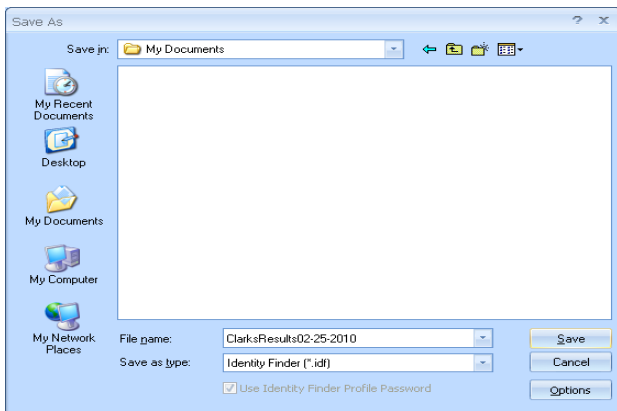 Save As
Save in: My Documents
My Recent
Documents
Desktop
My Documents
My Computer
My Network
Places
File name: ClarksResults02-25-2010 Save
Save as type: Identity Finder (*.idf) Cancel
Use Identity Finder Profile Password Options